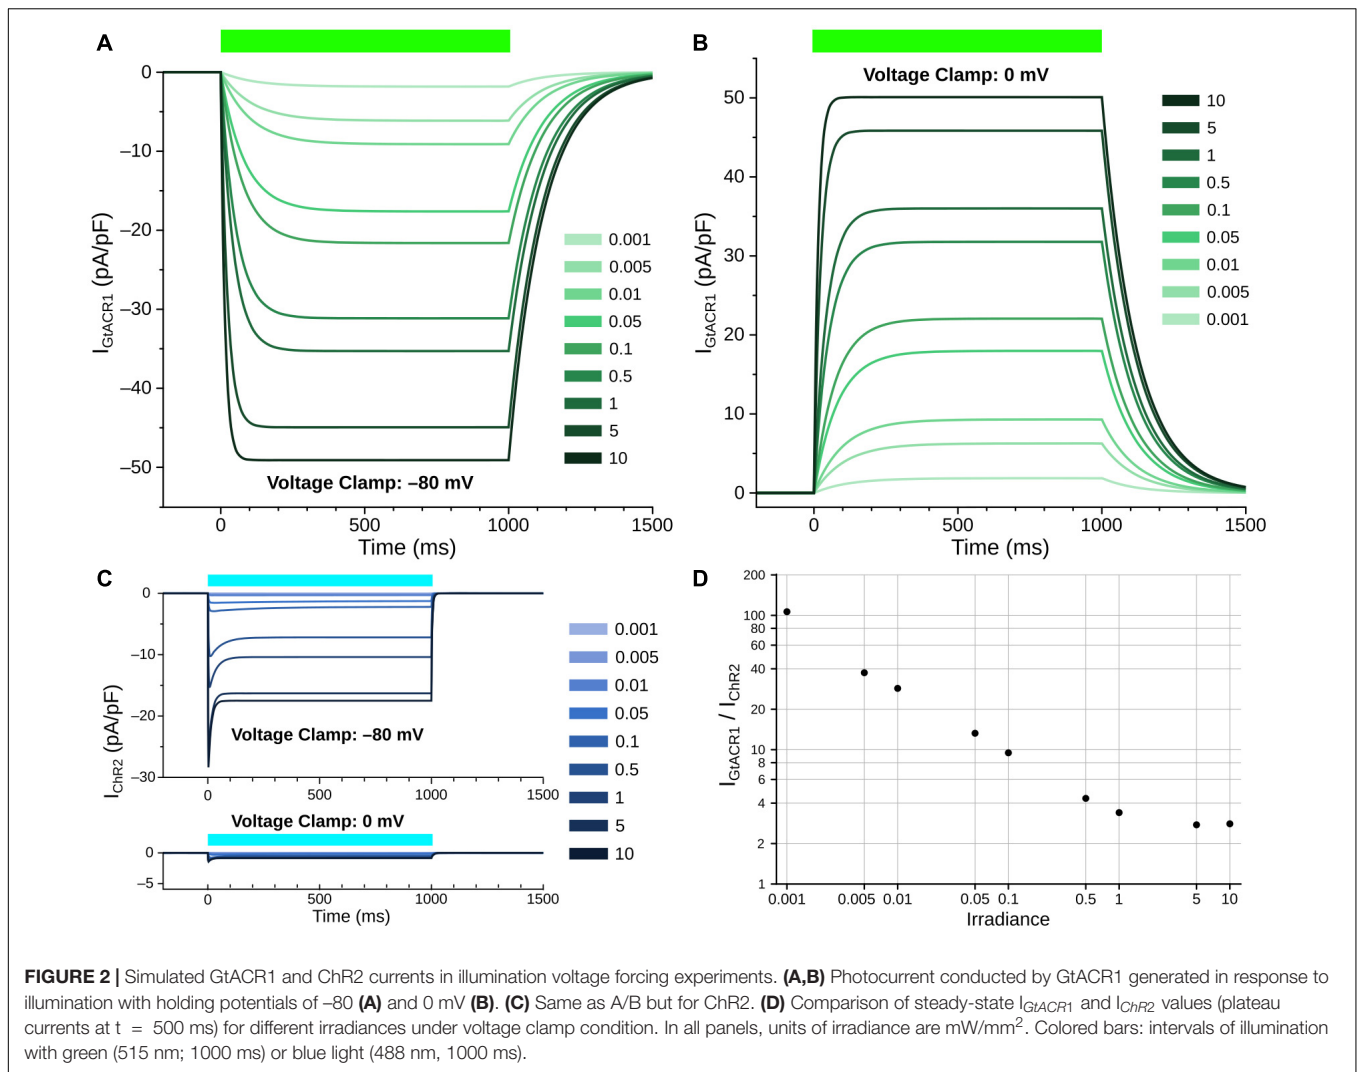 A
0
–10
–20
–30
–40
–50
I_GtACR1 (pA/pF)
0.001
0.005
0.01
0.05
0.1
0.5
1
5
10
Voltage Clamp: –80 mV
0 500 1000 1500
Time (ms)
B
Voltage Clamp: 0 mV
50
40
30
20
10
0
I_GtACR1 (pA/pF)
10
5
1
0.5
0.1
0.05
0.01
0.005
0.001
0 500 1000 1500
Time (ms)
C
0
–10
–20
–30
I_ChR2 (pA/pF)
Voltage Clamp: –80 mV
0 500 1000 1500
Voltage Clamp: 0 mV
0
–5
0 500 1000 1500
Time (ms)
0.001
0.005
0.01
0.05
0.1
0.5
1
5
10
D
200
100
80
60
40
20
10
8
6
4
2
1
I_GtACR1 / I_ChR2
0.001 0.005 0.01 0.05 0.1 0.5 1 5 10
Irradiance
FIGURE 2 | Simulated GtACR1 and ChR2 currents in illumination voltage forcing experiments. (A,B) Photocurrent conducted by GtACR1 generated in response to
illumination with holding potentials of –80 (A) and 0 mV (B). (C) Same as A/B but for ChR2. (D) Comparison of steady-state I_GtACR1 and I_ChR2 values (plateau
currents at t = 500 ms) for different irradiances under voltage clamp condition. In all panels, units of irradiance are mW/mm². Colored bars: intervals of illumination
with green (515 nm; 1000 ms) or blue light (488 nm, 1000 ms).